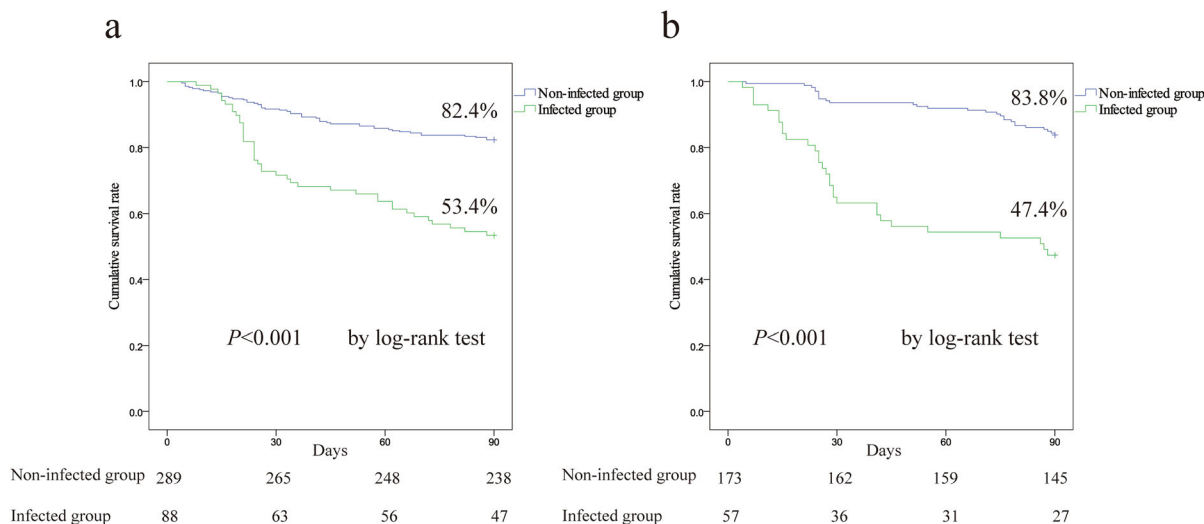 a
Cumulative survival rate
1.0
0.8
0.6
0.4
0.2
0.0
Non-infected group
Infected group
82.4%
53.4%
P<0.001 by log-rank test
0 30 60 90
Days
Non-infected group 289 265 248 238
Infected group 88 63 56 47
b
Cumulative survival rate
1.0
0.8
0.6
0.4
0.2
0.0
Non-infected group
Infected group
83.8%
47.4%
P<0.001 by log-rank test
0 30 60 90
Days
Non-infected group 173 162 159 145
Infected group 57 36 31 27